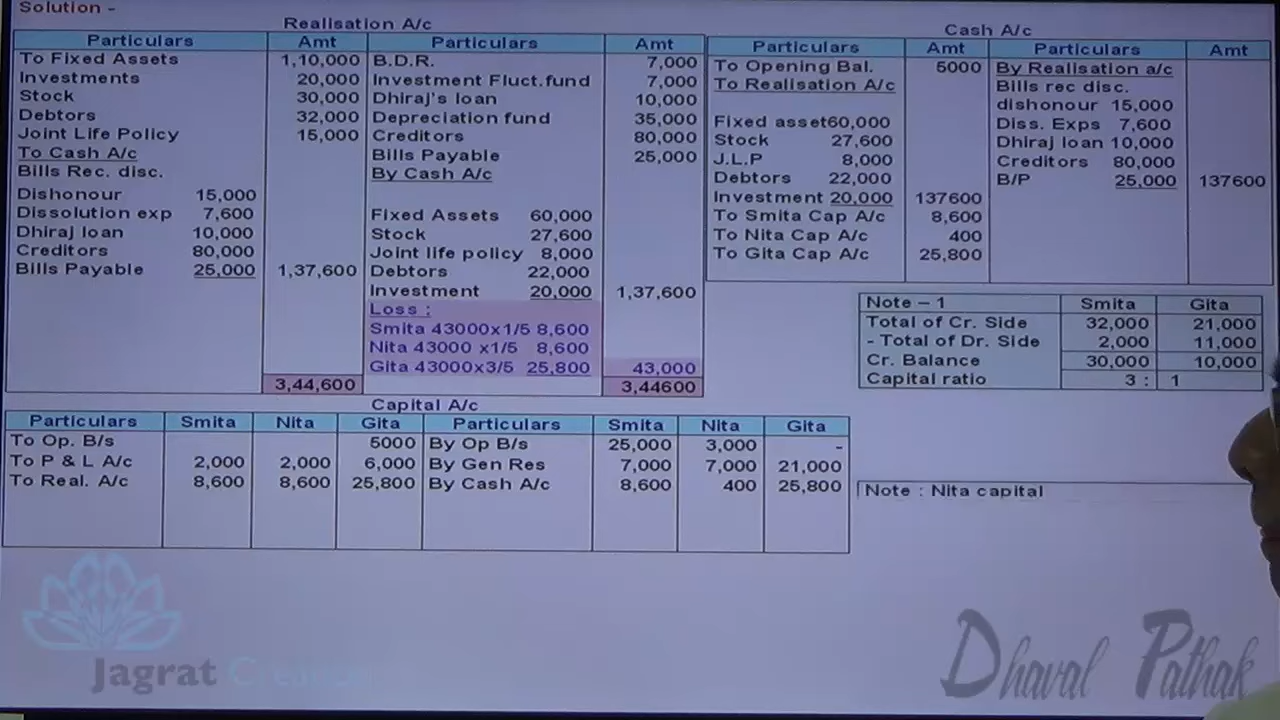 Solution -
Realisation A/c
Particulars Amt Particulars Amt
To Fixed Assets 1,10,000 B.D.R. 7,000
Investments 20,000 Investment Fluct.fund 7,000
Stock 30,000 Dhiraj's loan 10,000
Debtors 32,000 Depreciation fund 35,000
Joint Life Policy 15,000 Creditors 80,000
To Cash A/c Bills Payable 25,000
Bills Rec. disc. By Cash A/c
Dishonour 15,000
Dissolution exp 7,600 Fixed Assets 60,000
Dhiraj loan 10,000 Stock 27,600
Creditors 80,000 Joint life policy 8,000
Bills Payable 25,000 1,37,600 Debtors 22,000
Investment 20,000 1,37,600
Loss :
Smita 43000x1/5 8,600
Nita 43000 x1/5 8,600
Gita 43000x3/5 25,800 43,000
3,44,600 3,44600
Cash A/c
Particulars Amt Particulars Amt
To Opening Bal. 5000 By Realisation a/c
To Realisation A/c Bills rec disc.
dishonour 15,000
Fixed asset60,000 Diss. Exps 7,600
Stock 27,600 Dhiraj loan 10,000
J.L.P 8,000 Creditors 80,000
Debtors 22,000 B/P 25,000 137600
Investment 20,000 137600
To Smita Cap A/c 8,600
To Nita Cap A/c 400
To Gita Cap A/c 25,800
Note – 1 Smita Gita
Total of Cr. Side 32,000 21,000
- Total of Dr. Side 2,000 11,000
Cr. Balance 30,000 10,000
Capital ratio 3 : 1
Capital A/c
Particulars Smita Nita Gita Particulars Smita Nita Gita
To Op. B/s 5000 By Op B/s 25,000 3,000 -
To P & L A/c 2,000 2,000 6,000 By Gen Res 7,000 7,000 21,000
To Real. A/c 8,600 8,600 25,800 By Cash A/c 8,600 400 25,800
Note : Nita capital
Jagrat
Dhaval Pathak